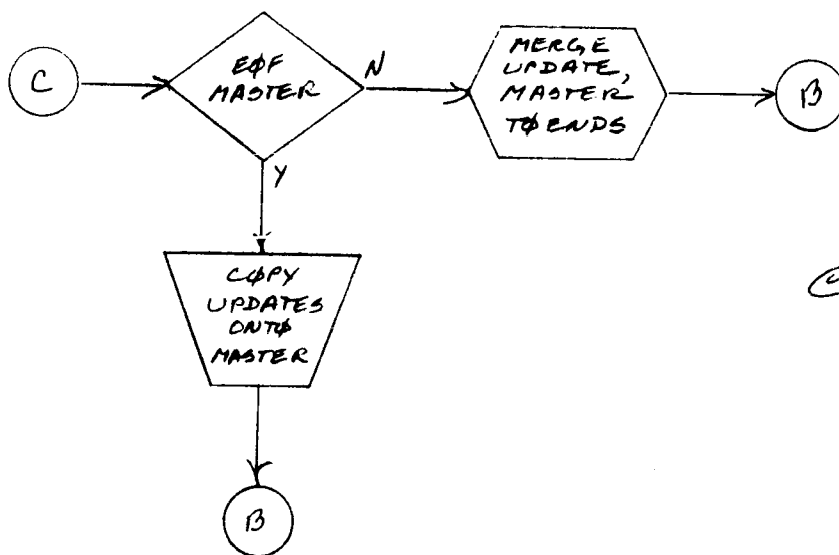 C
EØF
MASTER
N
MERGE
UPDATE,
MASTER
TØ ENDS
B
Y
CØPY
UPDATES
ONTØ
MASTER
B